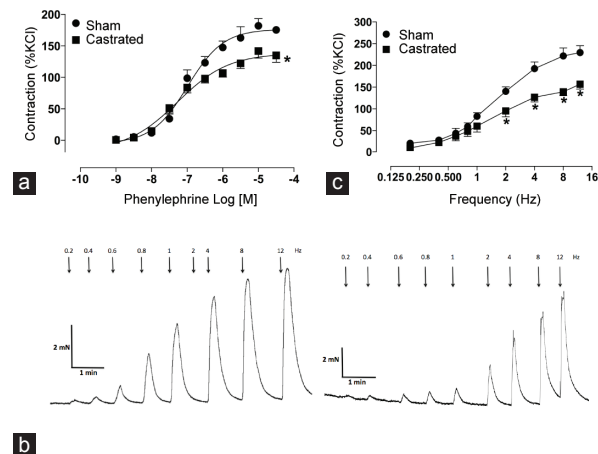 Sham
Castrated
Contraction (%KCl)
200
150
100
50
0
*
-10 -9 -8 -7 -6 -5 -4
Phenylephrine Log [M]
a
Sham
Castrated
Contraction (%KCl)
300
250
200
150
100
50
0
* * * *
0.125 0.250 0.500 1 2 4 8 16
Frequency (Hz)
c
0.2 0.4 0.6 0.8 1 2 4 8 12 Hz
2 mN
1 min
0.2 0.4 0.6 0.8 1 2 4 8 12 Hz
2 mN
1 min
b